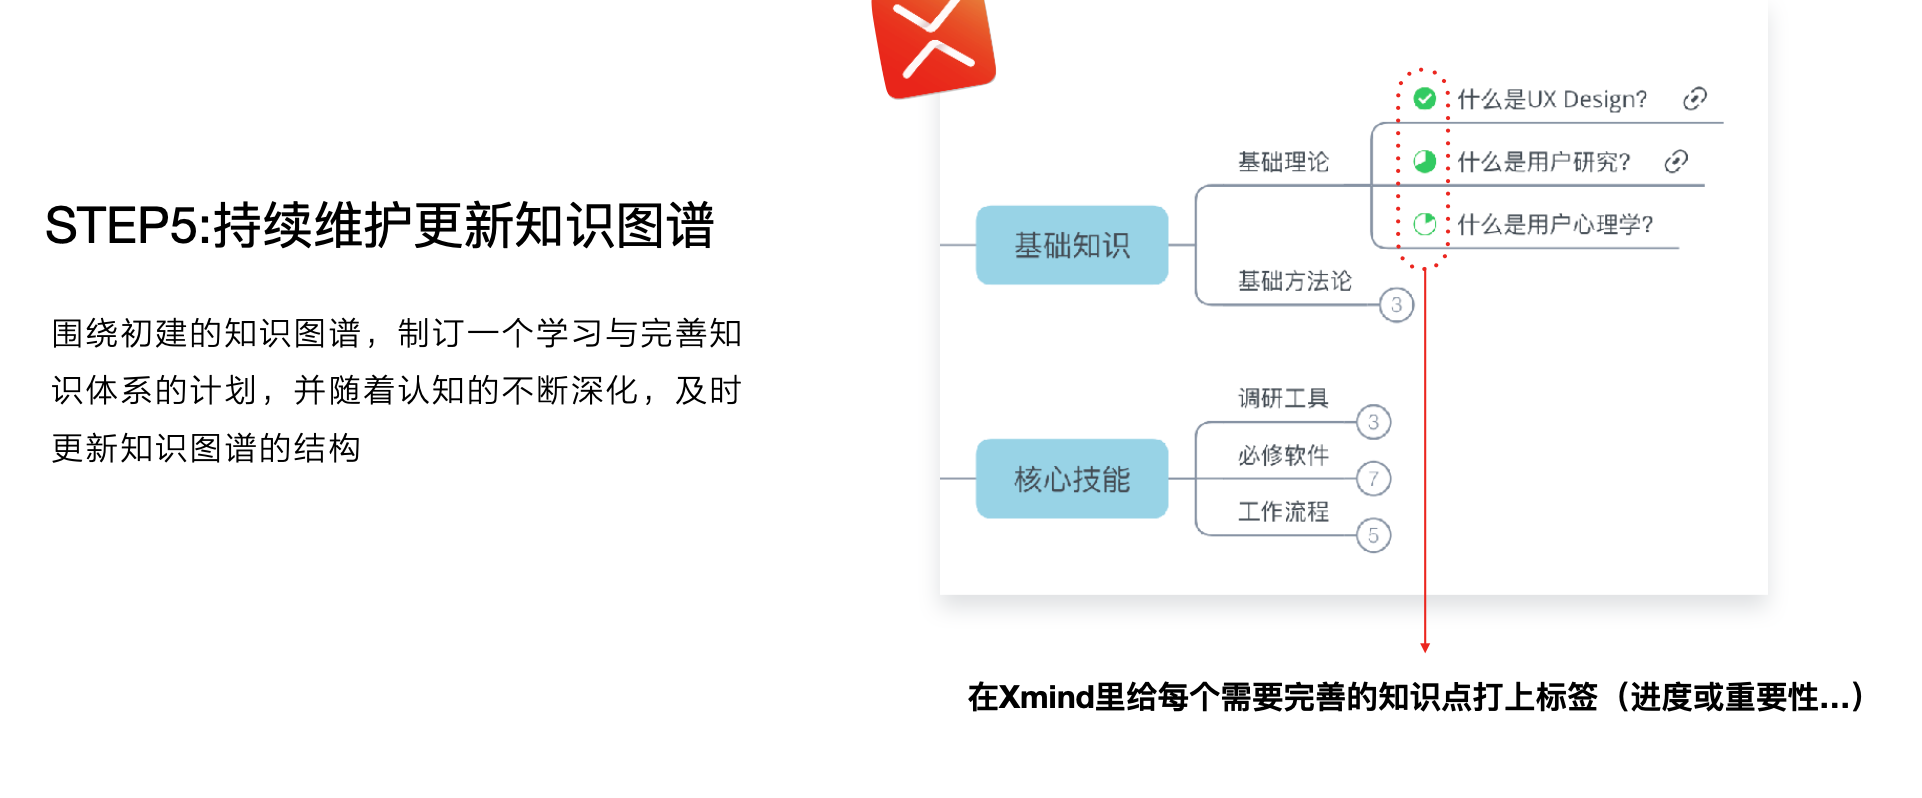 STEP5:持续维护更新知识图谱
围绕初建的知识图谱，制订一个学习与完善知
识体系的计划，并随着认知的不断深化，及时
更新知识图谱的结构
什么是UX Design?
基础理论
什么是用户研究?
什么是用户心理学?
基础知识
基础方法论
3
调研工具
3
必修软件
7
核心技能
工作流程
5
在Xmind里给每个需要完善的知识点打上标签（进度或重要性...）